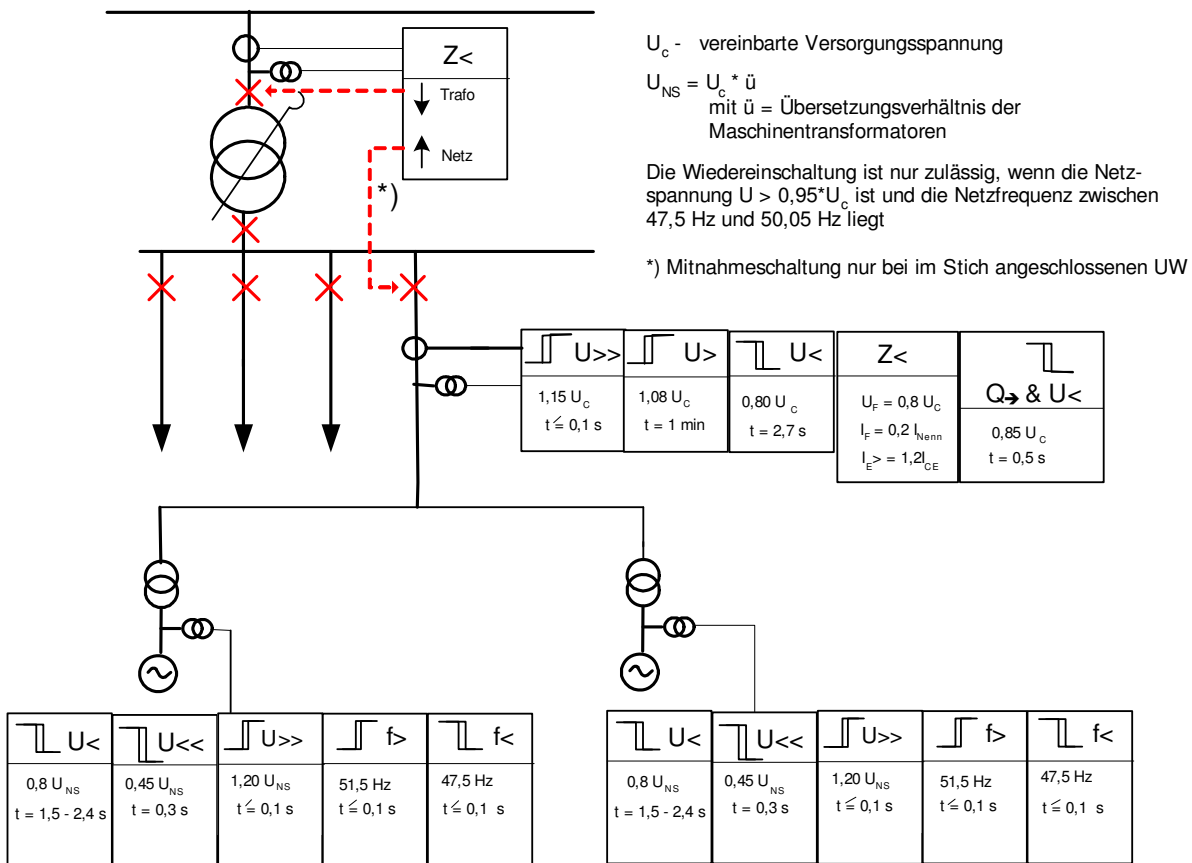 Z<
Trafo
Netz
*)
U_c - vereinbarte Versorgungsspannung
U_NS = U_c * ü
mit ü = Übersetzungsverhältnis der
Maschinentransformatoren
Die Wiedereinschaltung ist nur zulässig, wenn die Netz-
spannung U > 0,95*U_c ist und die Netzfrequenz zwischen
47,5 Hz und 50,05 Hz liegt
*) Mitnahmeschaltung nur bei im Stich angeschlossenen UW
U>>
1,15 U_C
t ≦ 0,1 s
U>
1,08 U_C
t = 1 min
U<
0,80 U_C
t = 2,7 s
Z<
U_F = 0,8 U_C
I_F = 0,2 I_Nenn
I_E> = 1,2I_CE
Q→ & U<
0,85 U_C
t = 0,5 s
U<
0,8 U_NS
t = 1,5 - 2,4 s
U<<
0,45 U_NS
t = 0,3 s
U>>
1,20 U_NS
t ≦ 0,1 s
f>
51,5 Hz
t ≦ 0,1 s
f<
47,5 Hz
t ≦ 0,1 s
U<
0,8 U_NS
t = 1,5 - 2,4 s
U<<
0,45 U_NS
t = 0,3 s
U>>
1,20 U_NS
t ≦ 0,1 s
f>
51,5 Hz
t ≦ 0,1 s
f<
47,5 Hz
t ≦ 0,1 s